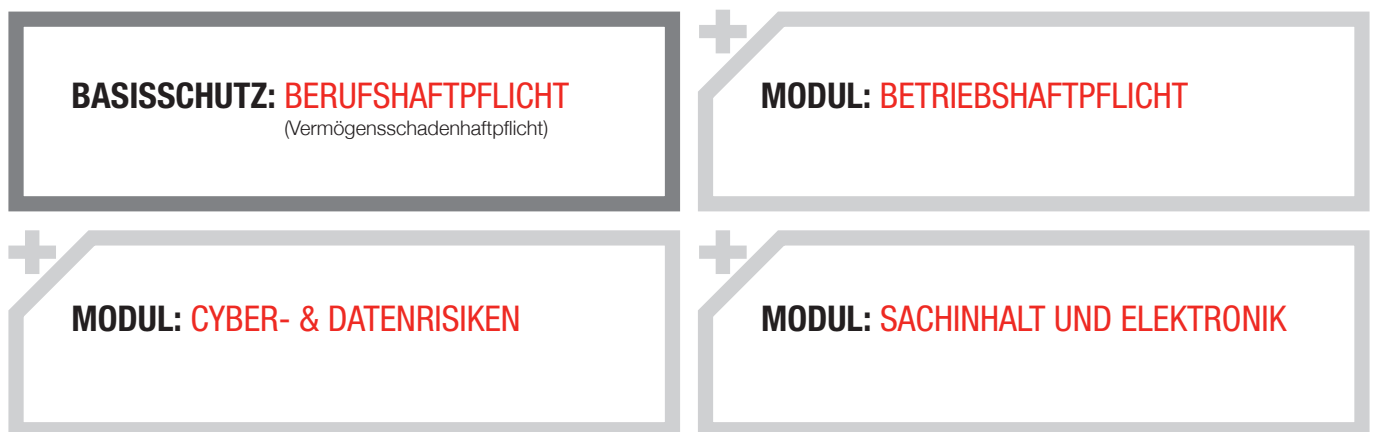 BASISSCHUTZ: BERUFSHAFTPFLICHT
(Vermögensschadenhaftpflicht)
MODUL: BETRIEBSHAFTPFLICHT
MODUL: CYBER- & DATENRISIKEN
MODUL: SACHINHALT UND ELEKTRONIK